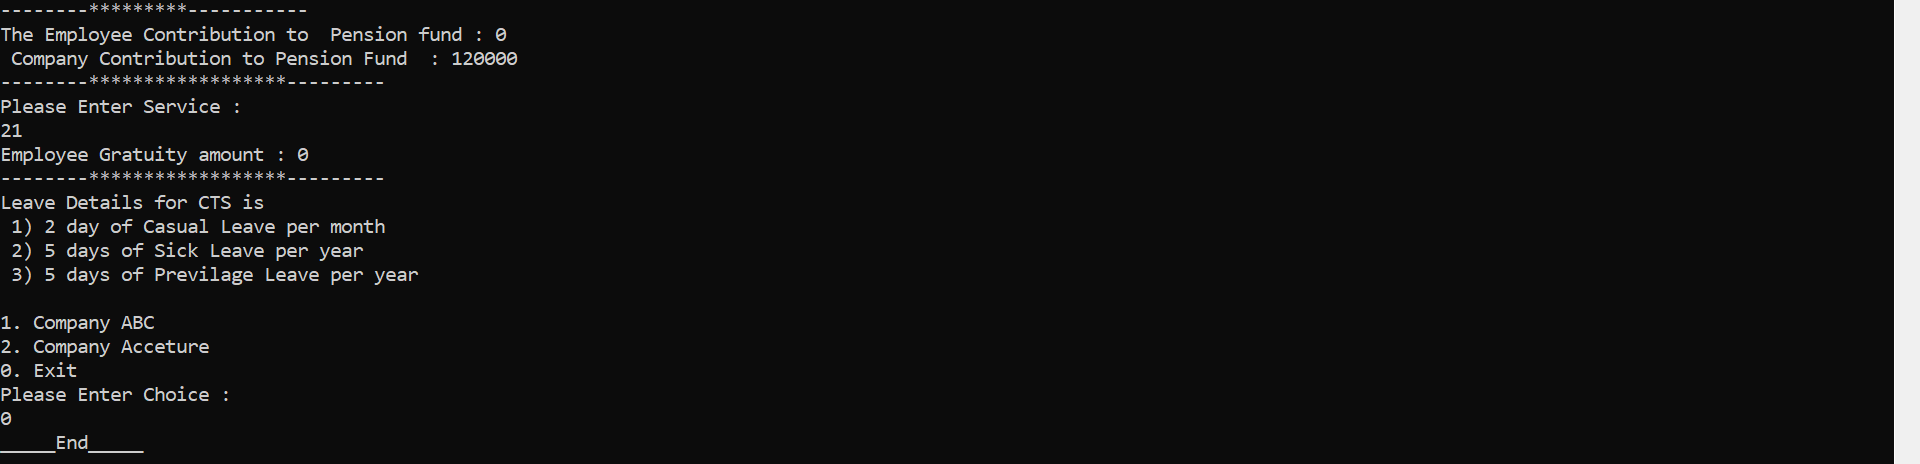 --------*********-----------
The Employee Contribution to  Pension fund : 0
 Company Contribution to Pension Fund  : 120000
--------******************---------
Please Enter Service :
21
Employee Gratuity amount : 0
--------******************---------
Leave Details for CTS is
 1) 2 day of Casual Leave per month
 2) 5 days of Sick Leave per year
 3) 5 days of Previlage Leave per year

1. Company ABC
2. Company Acceture
0. Exit
Please Enter Choice :
0
_____End_____